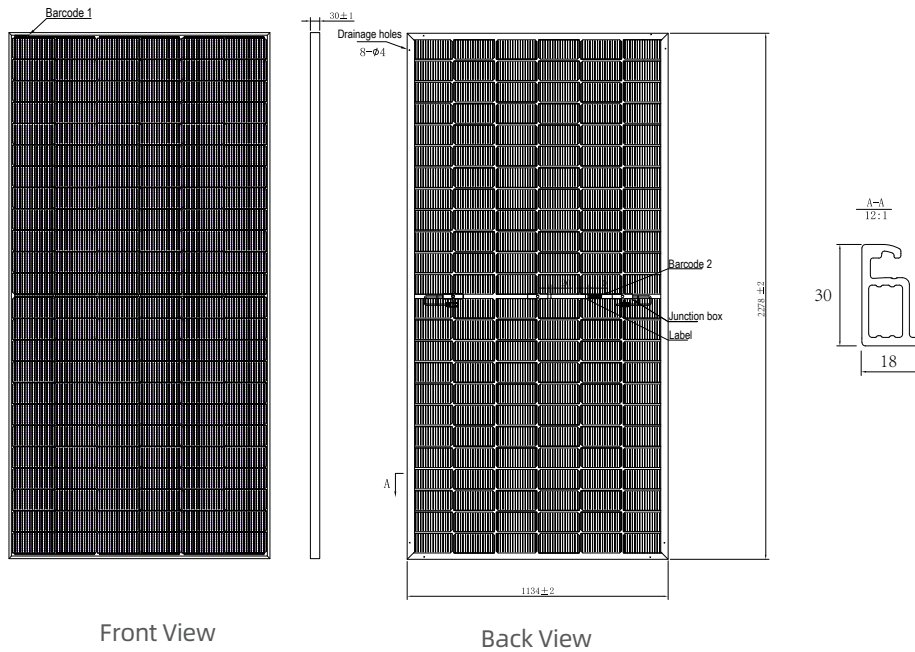 Barcode 1
30±1
Drainage holes
8-ϕ4
A-A
12:1
Barcode 2
2278 ±2
30
Junction box
Label
18
A
1134±2
Front View
Back View